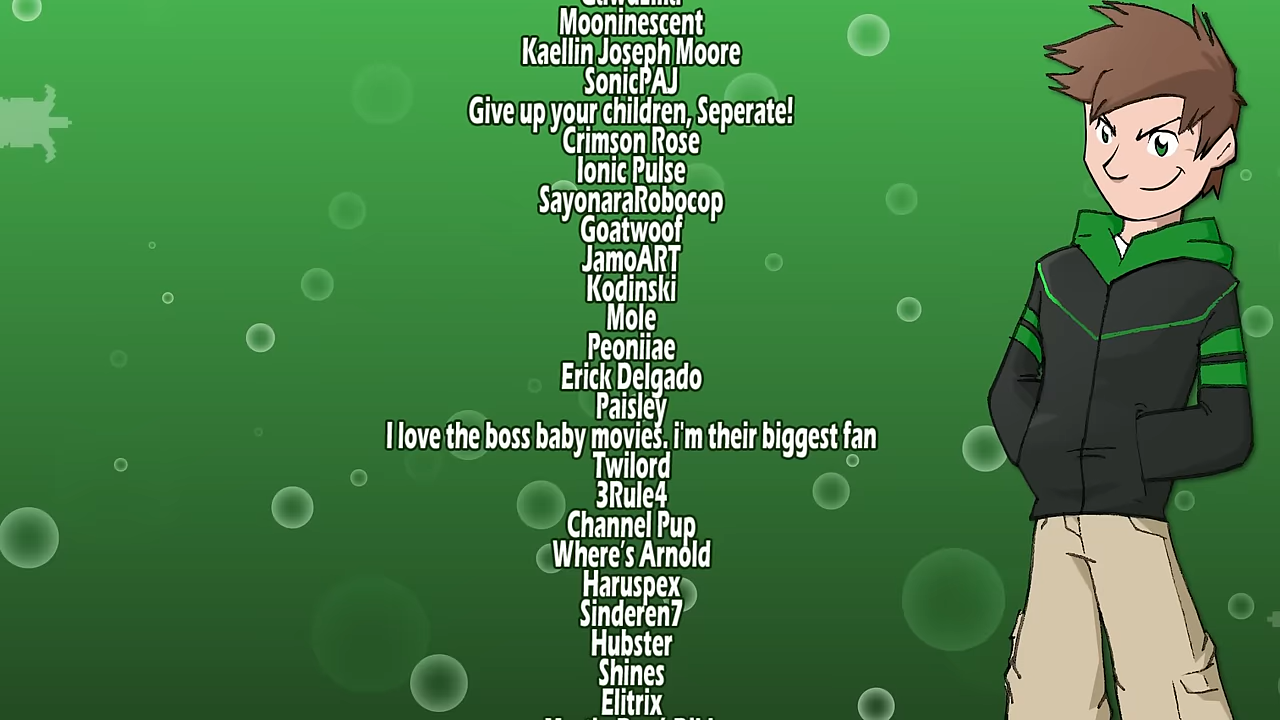 Mooninescent
Kaellin Joseph Moore
SonicPAJ
Give up your children, Seperate!
Crimson Rose
Ionic Pulse
SayonaraRobocop
Goatwoof
JamoART
Kodinski
Mole
Peoniiae
Erick Delgado
Paisley
I love the boss baby movies. i'm their biggest fan
Twilord
3Rule4
Channel Pup
Where's Arnold
Haruspex
Sinderen7
Hubster
Shines
Elitrix